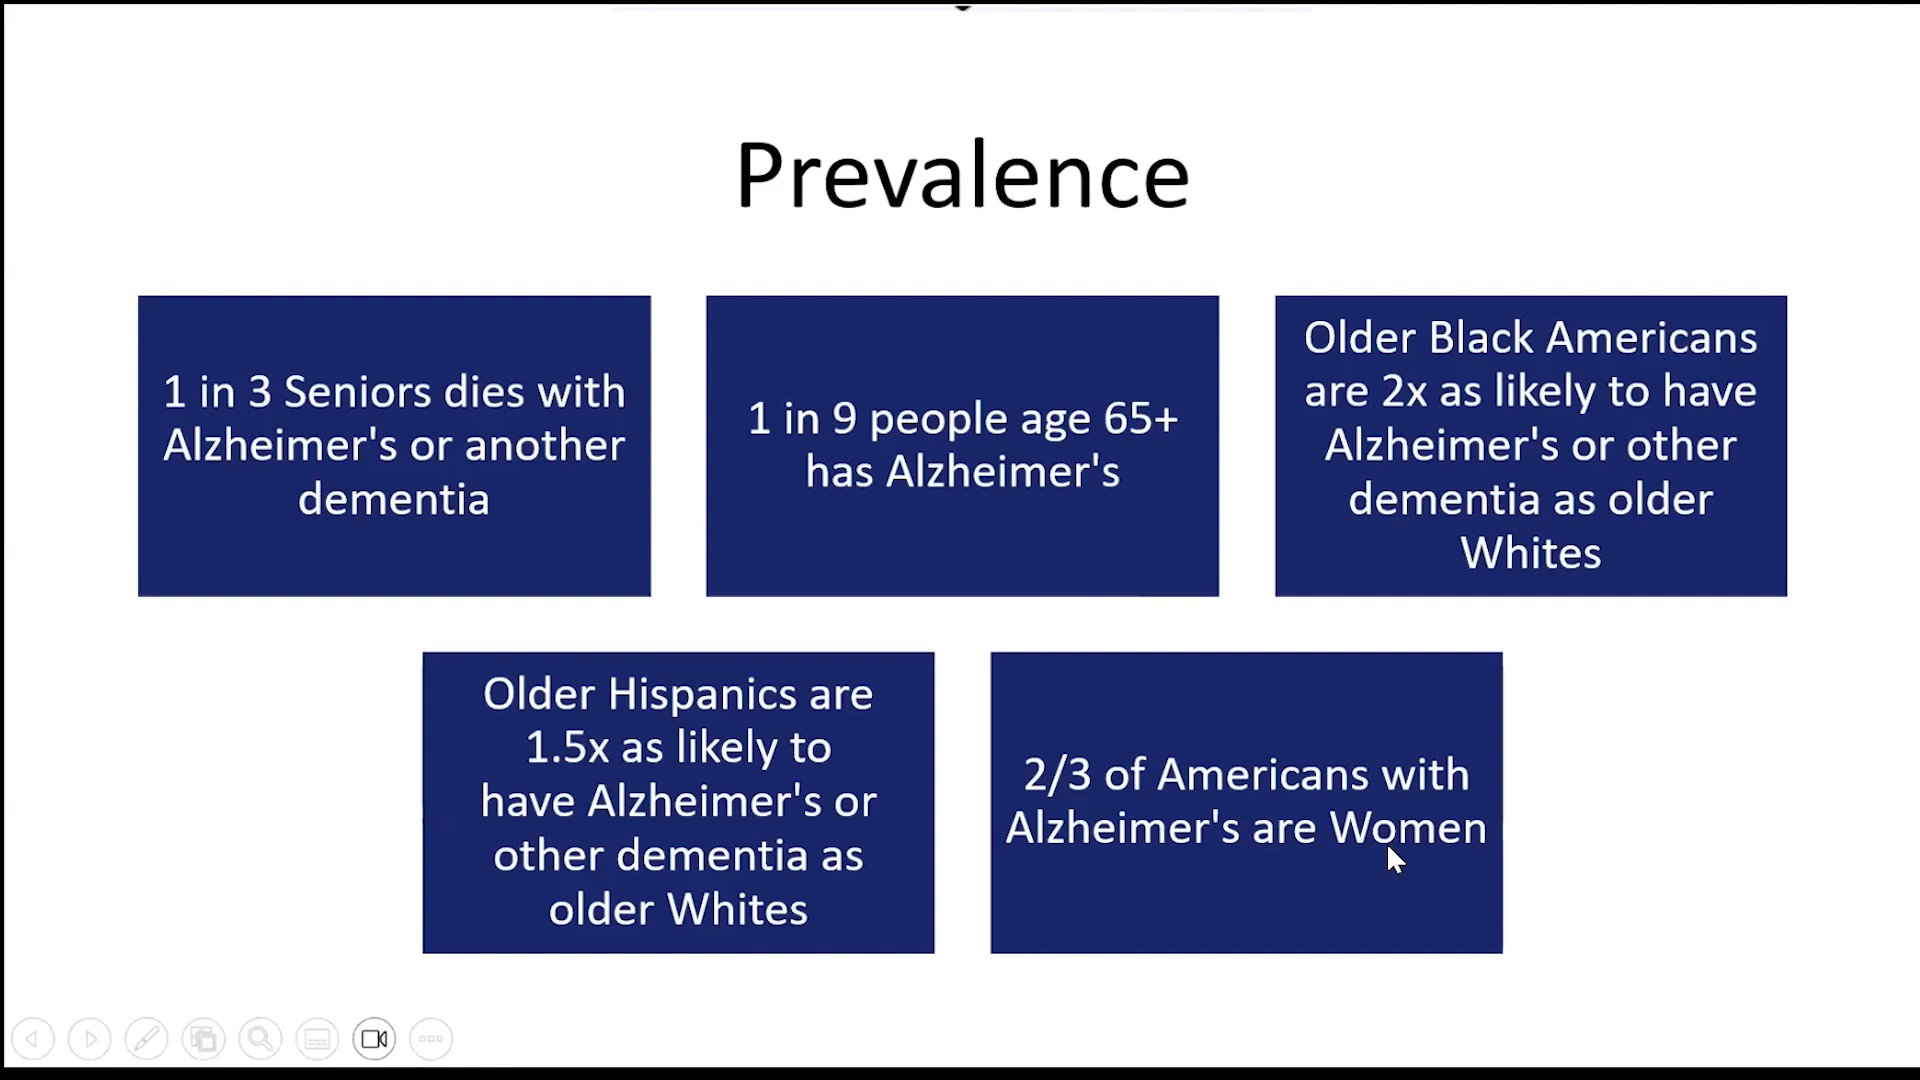 Prevalence
1 in 3 Seniors dies with
Alzheimer's or another
dementia
1 in 9 people age 65+
has Alzheimer's
Older Black Americans
are 2x as likely to have
Alzheimer's or other
dementia as older
Whites
Older Hispanics are
1.5x as likely to
have Alzheimer's or
other dementia as
older Whites
2/3 of Americans with
Alzheimer's are Women